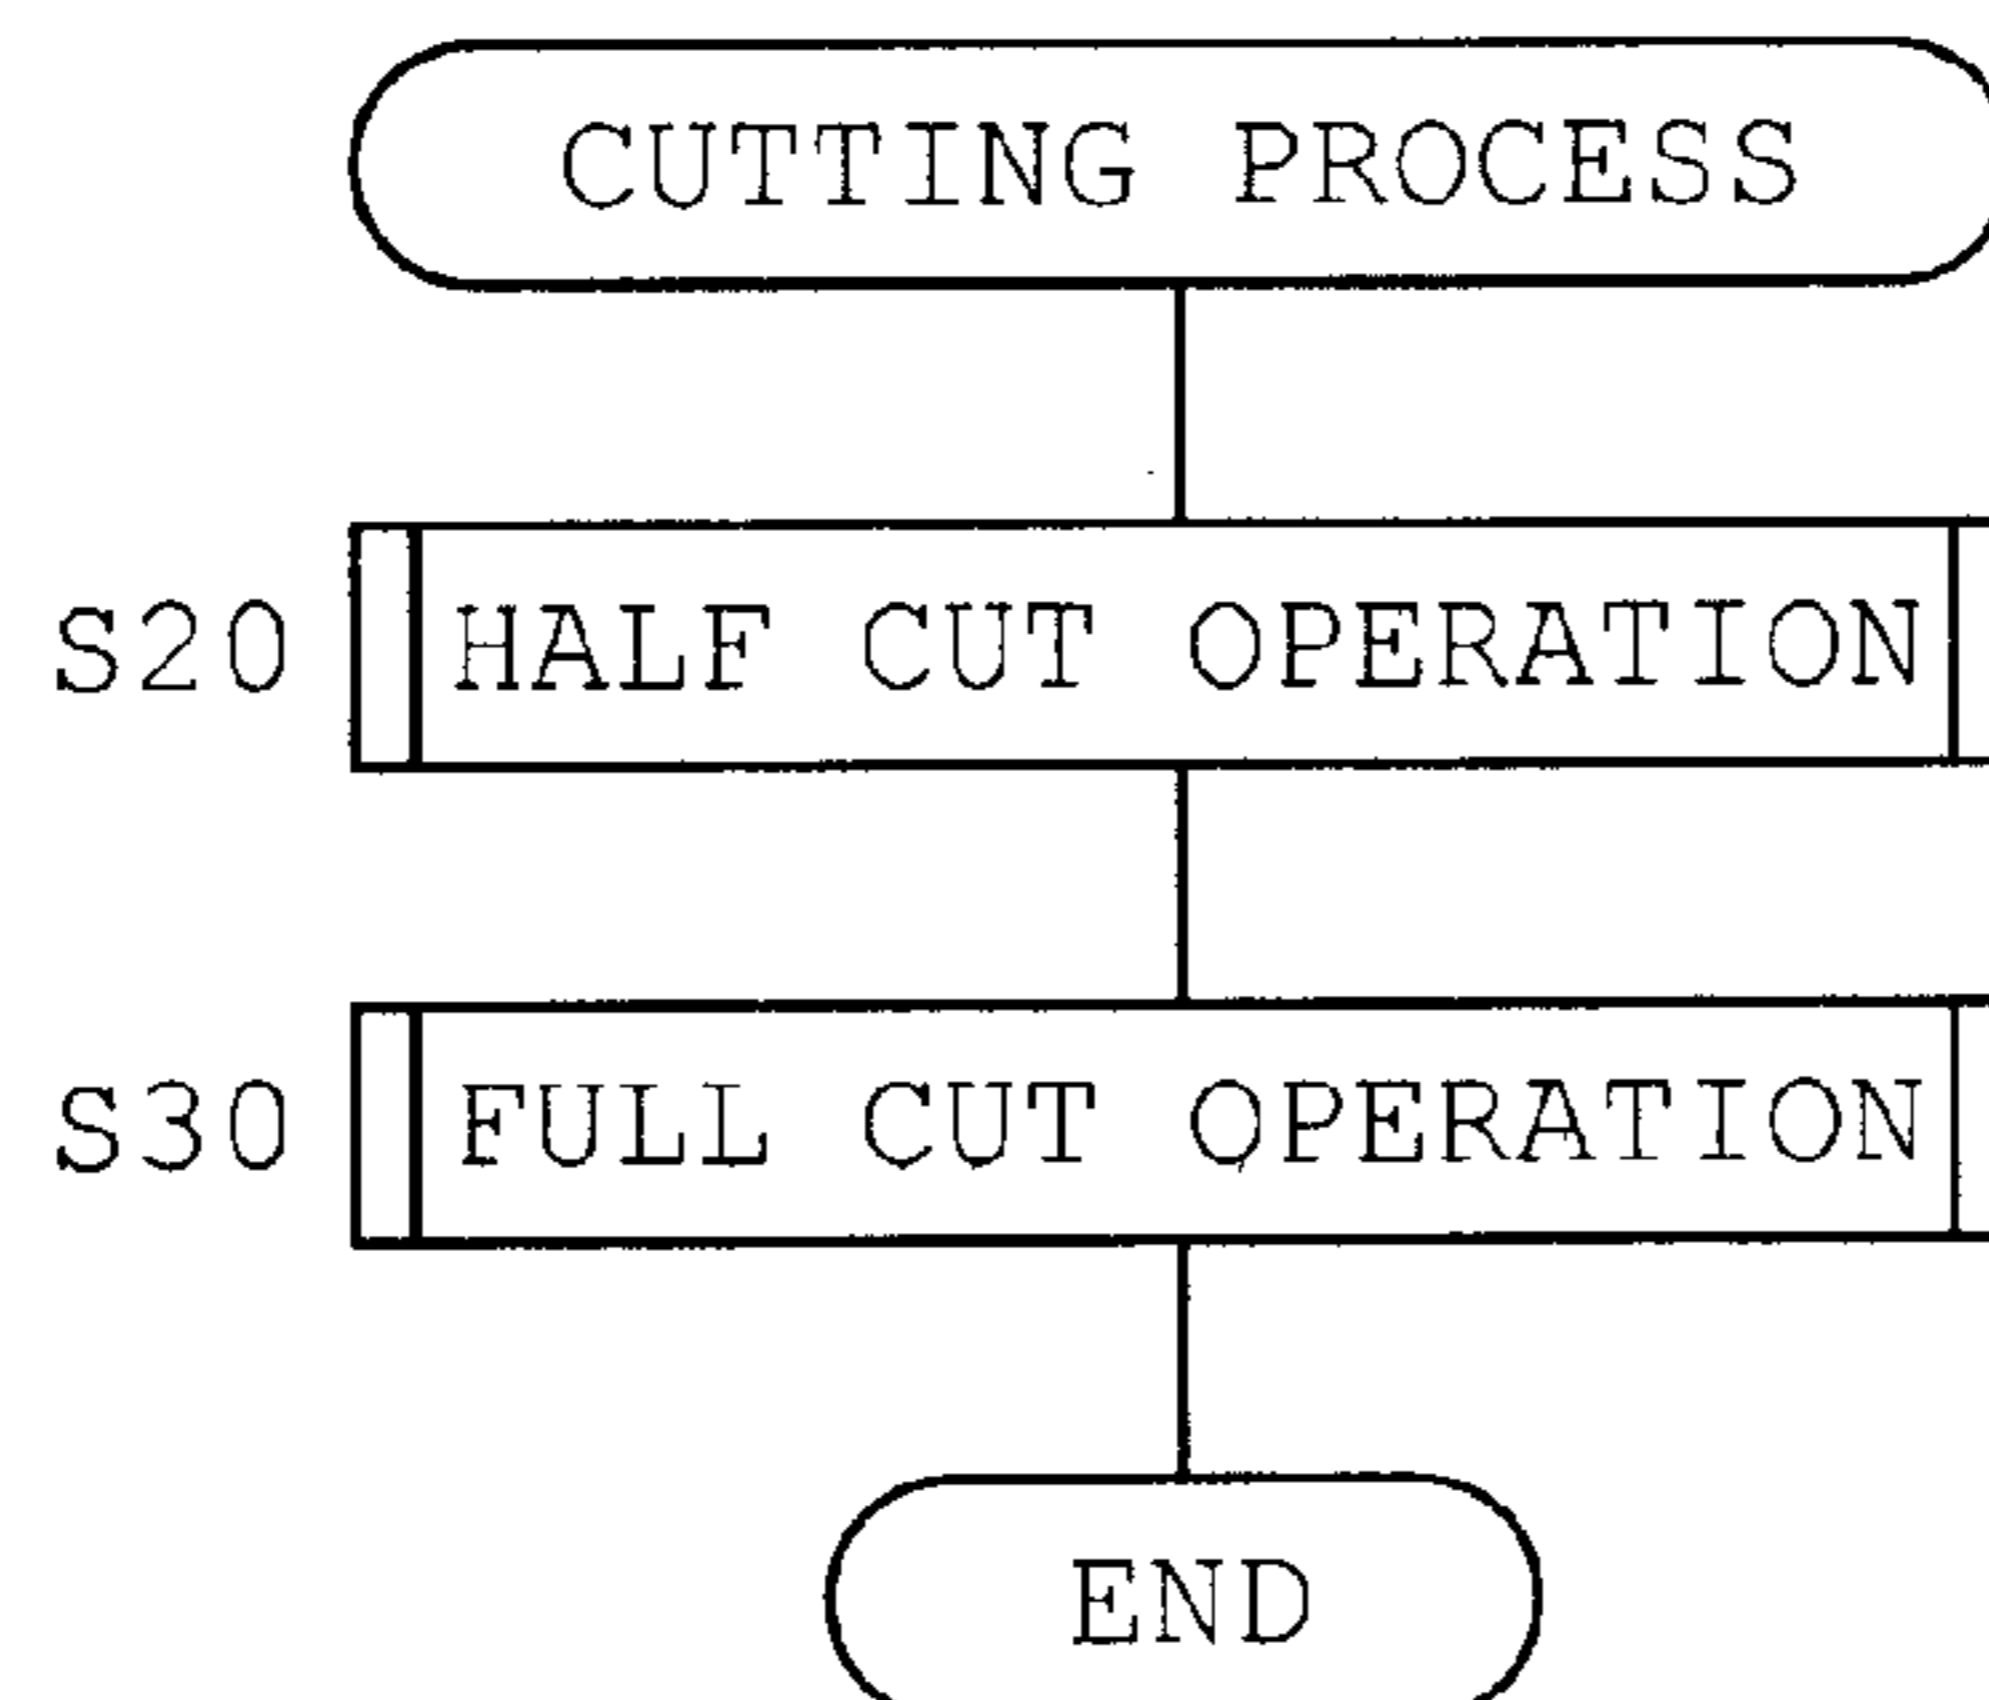 CUTTING PROCESS
S20 HALF CUT OPERATION
S30 FULL CUT OPERATION
END